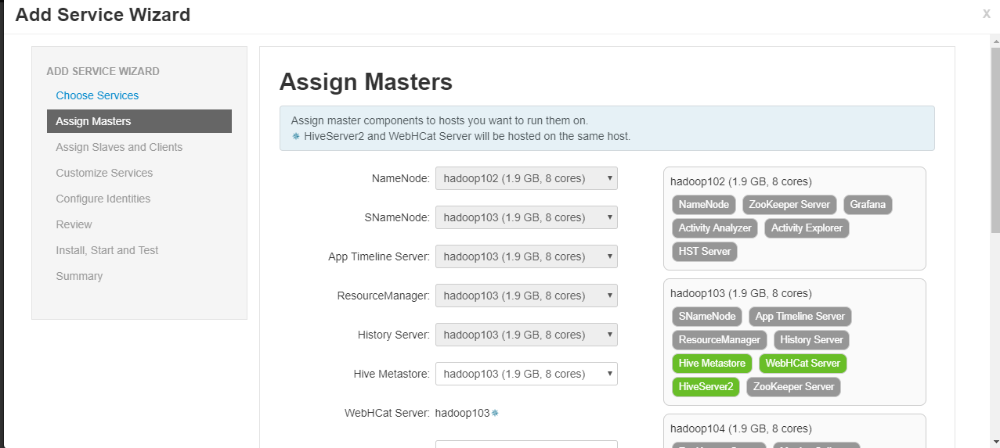 Add Service Wizard
x
ADD SERVICE WIZARD
Choose Services
Assign Masters
Assign Slaves and Clients
Customize Services
Configure Identities
Review
Install, Start and Test
Summary
Assign Masters
Assign master components to hosts you want to run them on.
✵ HiveServer2 and WebHCat Server will be hosted on the same host.
NameNode: hadoop102 (1.9 GB, 8 cores)
SNameNode: hadoop103 (1.9 GB, 8 cores)
App Timeline Server: hadoop103 (1.9 GB, 8 cores)
ResourceManager: hadoop103 (1.9 GB, 8 cores)
History Server: hadoop103 (1.9 GB, 8 cores)
Hive Metastore: hadoop103 (1.9 GB, 8 cores)
WebHCat Server: hadoop103✵
hadoop102 (1.9 GB, 8 cores)
NameNode ZooKeeper Server Grafana
Activity Analyzer Activity Explorer
HST Server
hadoop103 (1.9 GB, 8 cores)
SNameNode App Timeline Server
ResourceManager History Server
Hive Metastore WebHCat Server
HiveServer2 ZooKeeper Server
hadoop104 (1.9 GB, 8 cores)